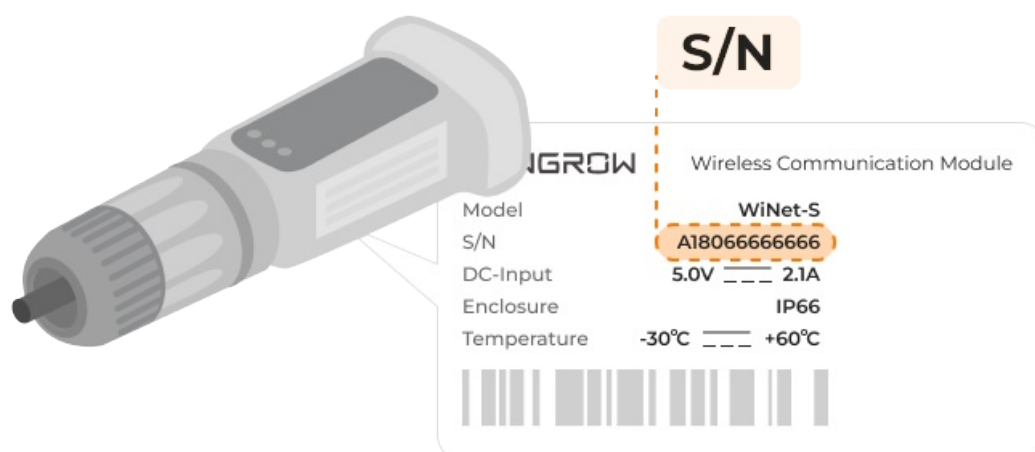 S/N
NGROW Wireless Communication Module
Model WiNet-S
S/N A18066666666
DC-Input 5.0V 2.1A
Enclosure IP66
Temperature -30°C +60°C